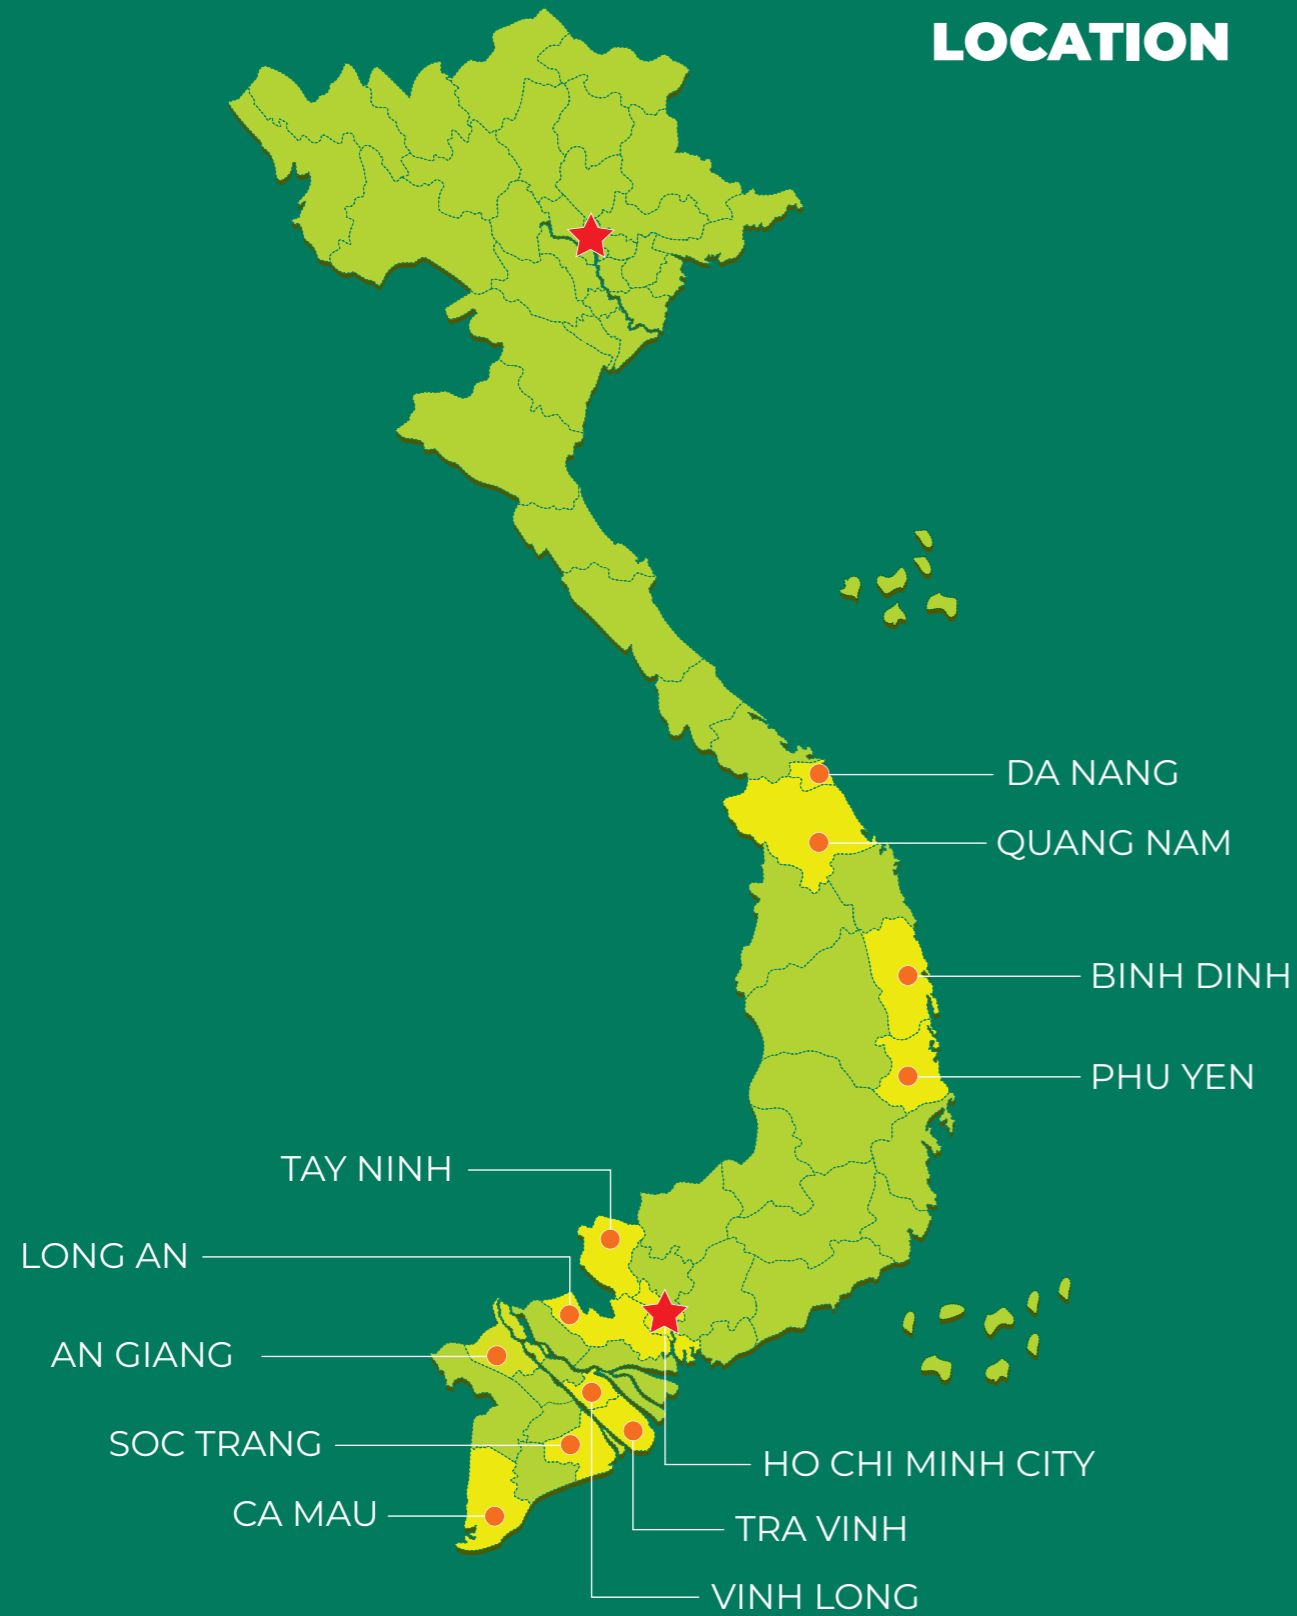 LOCATION
DA NANG
QUANG NAM
BINH DINH
PHU YEN
TAY NINH
LONG AN
AN GIANG
SOC TRANG
HO CHI MINH CITY
CA MAU
TRA VINH
VINH LONG